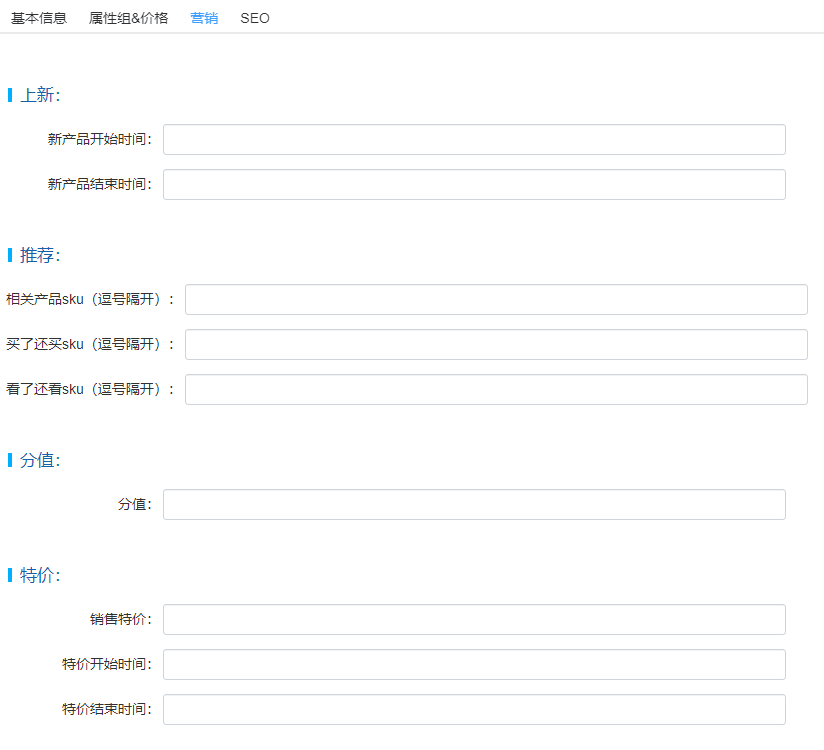 基本信息 属性组&价格 营销 SEO
上新：
新产品开始时间：
新产品结束时间：
推荐：
相关产品sku（逗号隔开）：
买了还买sku（逗号隔开）：
看了还看sku（逗号隔开）：
分值：
分值：
特价：
销售特价：
特价开始时间：
特价结束时间：